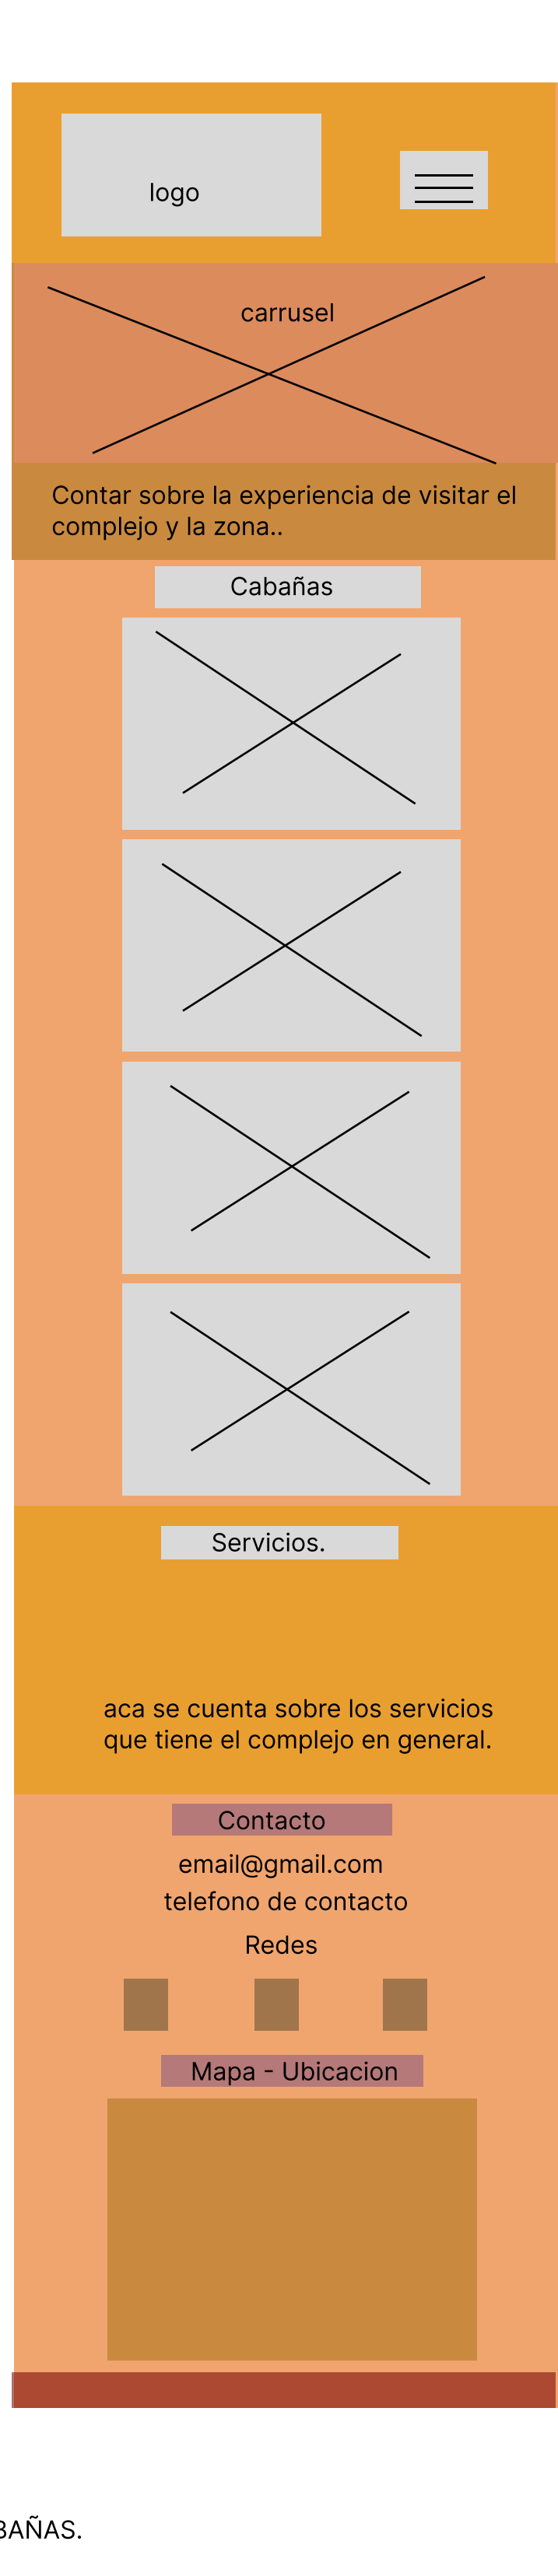 logo
carrusel
Contar sobre la experiencia de visitar el
complejo y la zona..
Cabañas
Servicios.
aca se cuenta sobre los servicios
que tiene el complejo en general.
Contacto
email@gmail.com
telefono de contacto
Redes
Mapa - Ubicacion
BAÑAS.